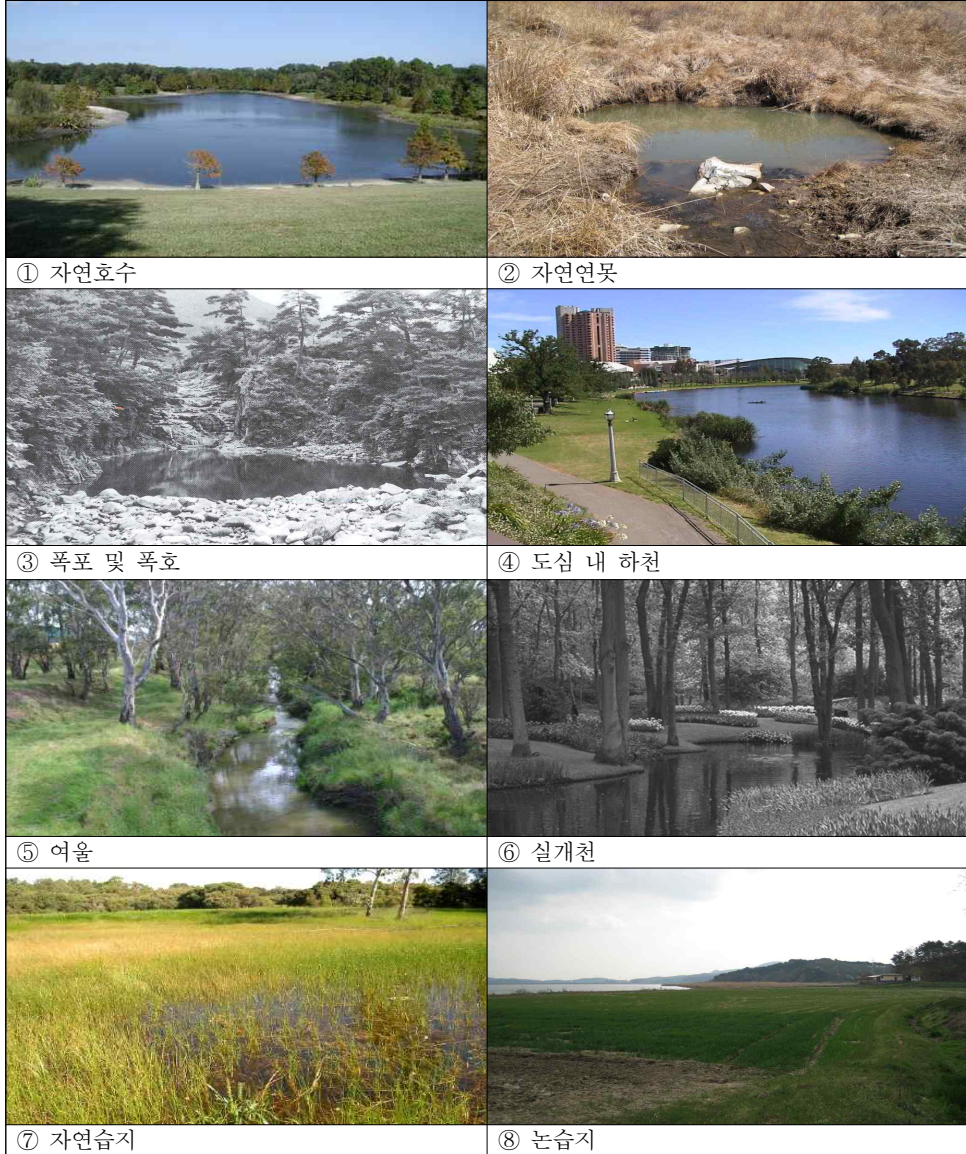 ① 자연호수
② 자연연못
③ 폭포 및 폭호
④ 도심 내 하천
⑤ 여울
⑥ 실개천
⑦ 자연습지
⑧ 논습지